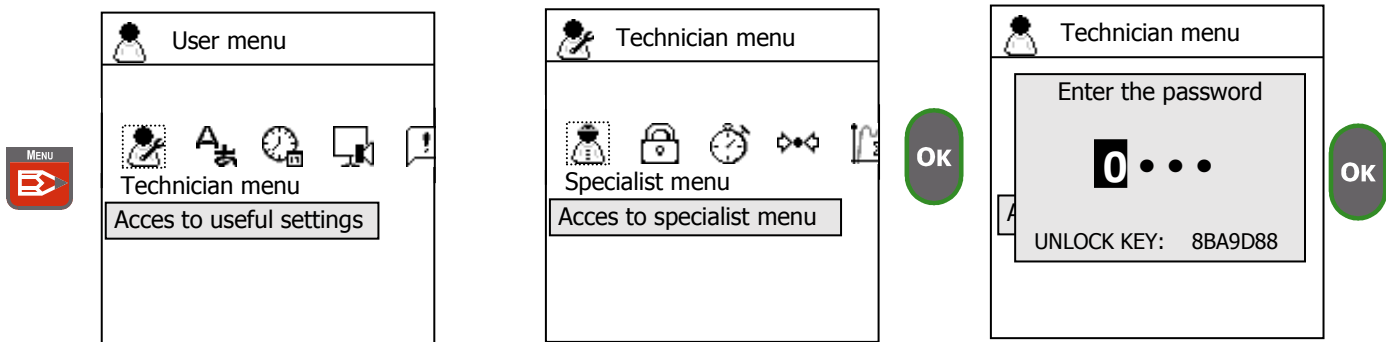 MENU
User menu
Technician menu
Acces to useful settings
Technician menu
Specialist menu
Acces to specialist menu
OK
Technician menu
Enter the password
0•••
UNLOCK KEY: 8BA9D88
OK